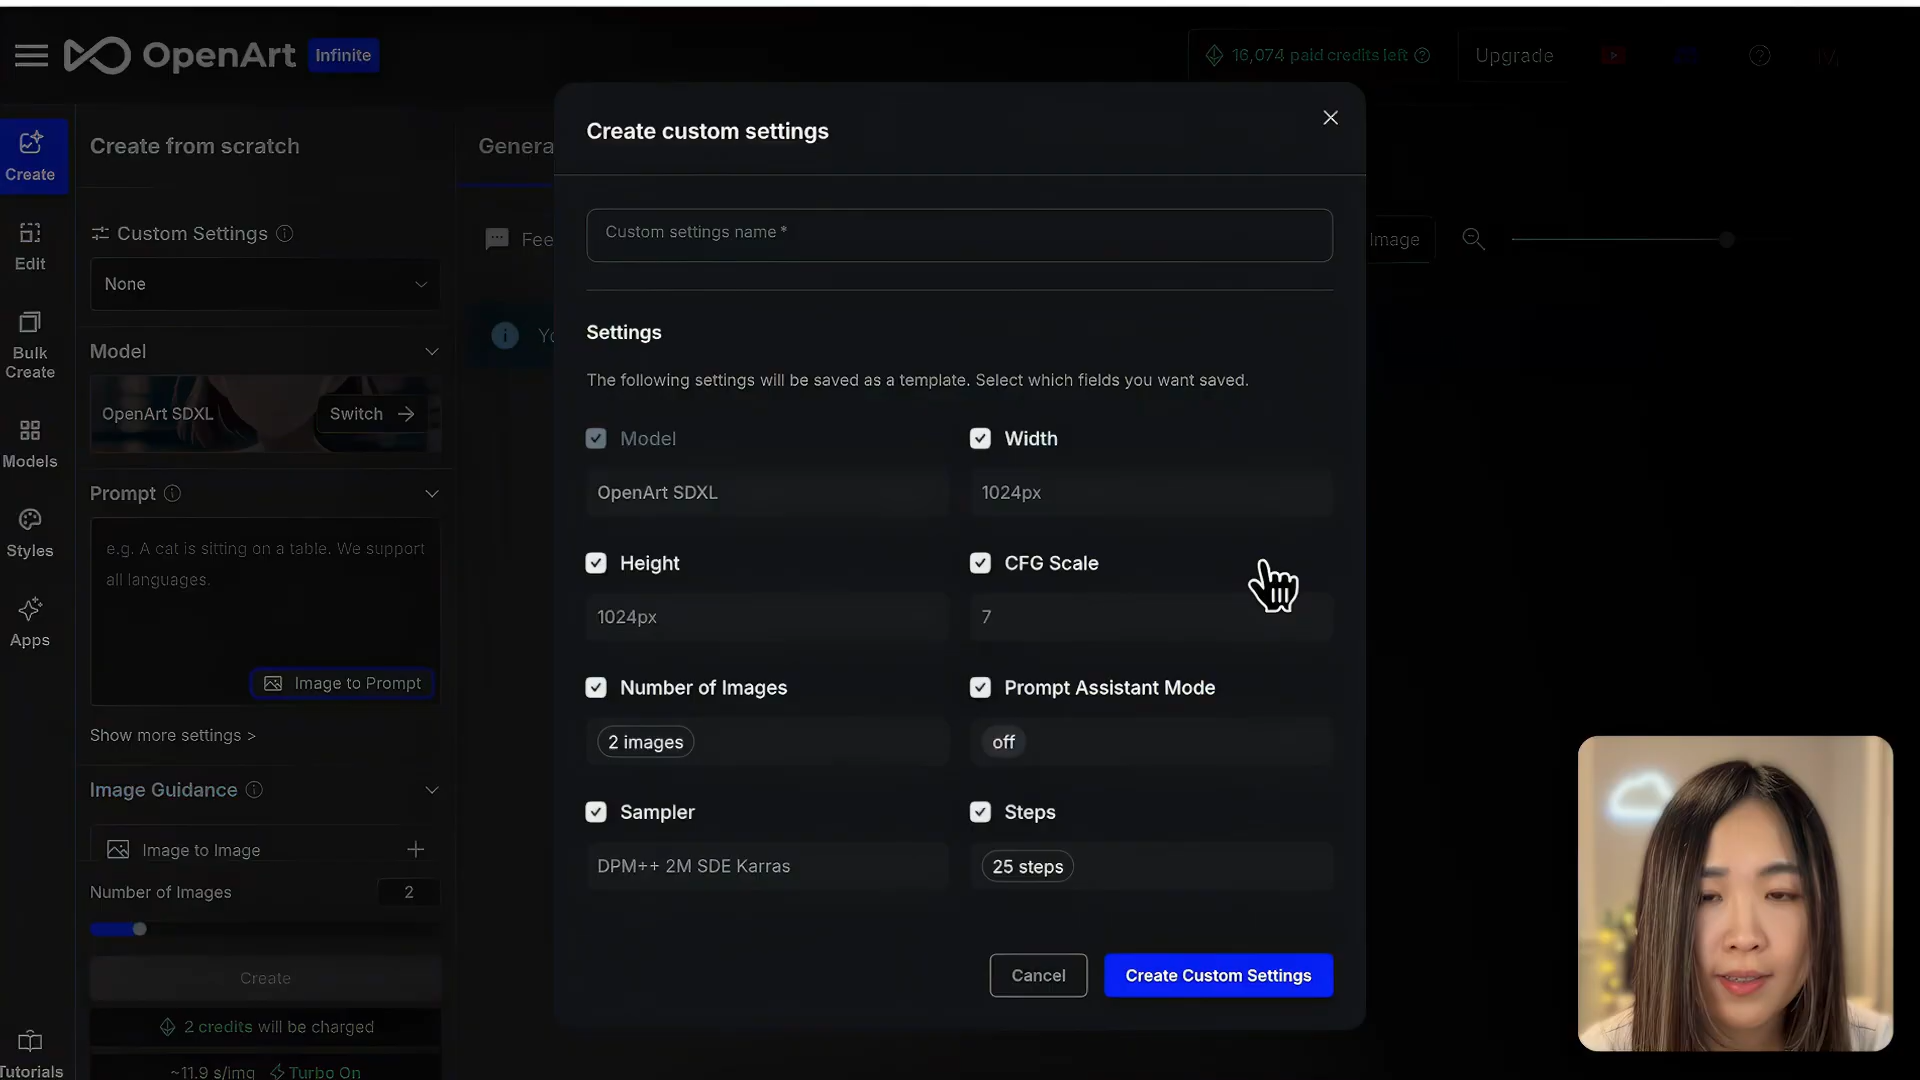 OpenArt Infinite
16,074 paid credits left
Upgrade
Create
Edit
Bulk
Create
Models
Styles
Apps
Tutorials
Create from scratch
Custom Settings
None
Model
OpenArt SDXL
Switch
Prompt
e.g. A cat is sitting on a table. We support
all languages.
Image to Prompt
Show more settings >
Image Guidance
Image to Image
Number of Images
2
Create
2 credits will be charged
~11.9 s/img Turbo On
Genera
Fee
Yo
Image
Create custom settings
Custom settings name *
Settings
The following settings will be saved as a template. Select which fields you want saved.
Model
OpenArt SDXL
Width
1024px
Height
1024px
CFG Scale
7
Number of Images
2 images
Prompt Assistant Mode
off
Sampler
DPM++ 2M SDE Karras
Steps
25 steps
Cancel
Create Custom Settings